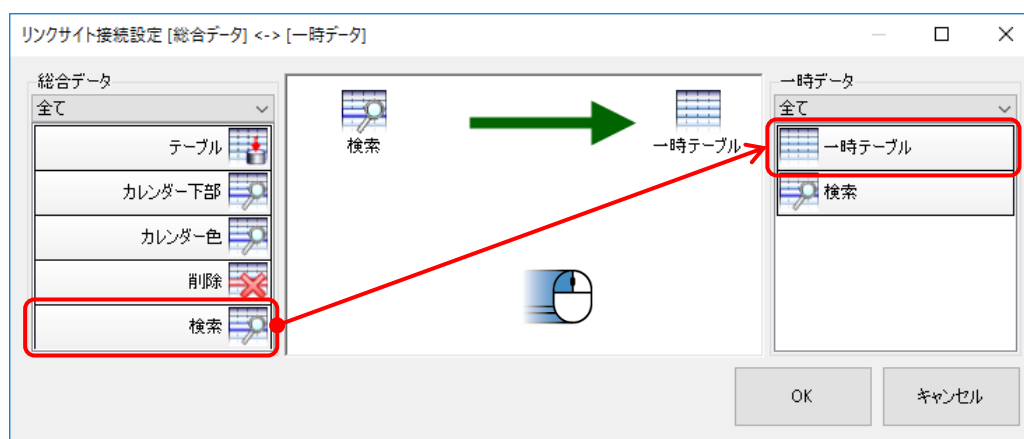 リンクサイト接続設定 [総合データ] <-> [一時データ]
総合データ
全て
テーブル
カレンダー下部
カレンダー色
削除
検索
検索
一時テーブル
一時データ
全て
一時テーブル
検索
OK
キャンセル